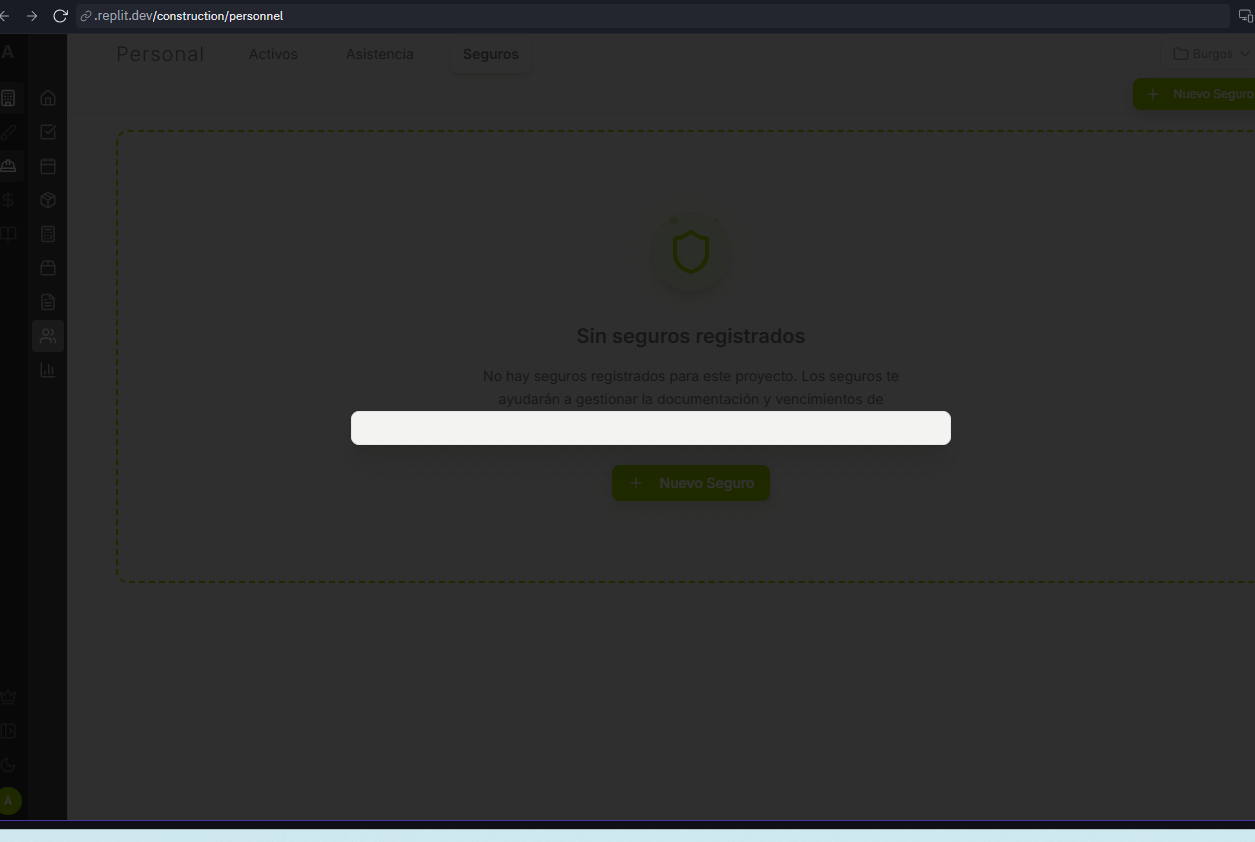 .replit.dev/construction/personnel
A
Personal
Activos
Asistencia
Seguros
Burgos
+ Nuevo Seguro
Sin seguros registrados
No hay seguros registrados para este proyecto. Los seguros te
ayudarán a gestionar la documentación y vencimientos de
+ Nuevo Seguro
A